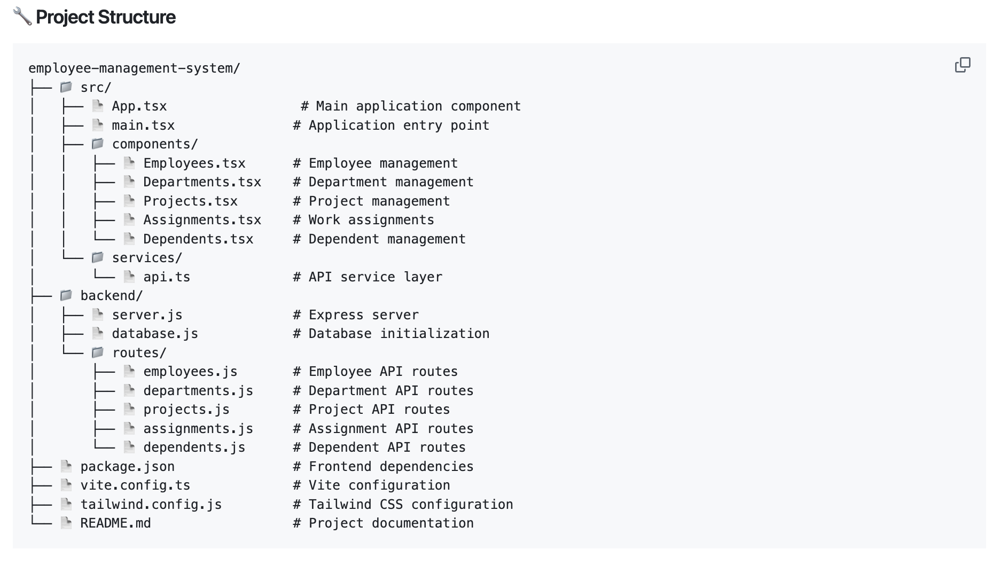 🔧 Project Structure
employee-management-system/
├── 📁 src/
│   ├── 📄 App.tsx                 # Main application component
│   ├── 📄 main.tsx               # Application entry point
│   ├── 📁 components/
│   │   ├── 📄 Employees.tsx      # Employee management
│   │   ├── 📄 Departments.tsx    # Department management
│   │   ├── 📄 Projects.tsx       # Project management
│   │   ├── 📄 Assignments.tsx    # Work assignments
│   │   └── 📄 Dependents.tsx     # Dependent management
│   └── 📁 services/
│       └── 📄 api.ts             # API service layer
├── 📁 backend/
│   ├── 📄 server.js              # Express server
│   ├── 📄 database.js            # Database initialization
│   └── 📁 routes/
│       ├── 📄 employees.js       # Employee API routes
│       ├── 📄 departments.js     # Department API routes
│       ├── 📄 projects.js        # Project API routes
│       ├── 📄 assignments.js     # Assignment API routes
│       └── 📄 dependents.js      # Dependent API routes
├── 📄 package.json               # Frontend dependencies
├── 📄 vite.config.ts             # Vite configuration
├── 📄 tailwind.config.js         # Tailwind CSS configuration
└── 📄 README.md                  # Project documentation